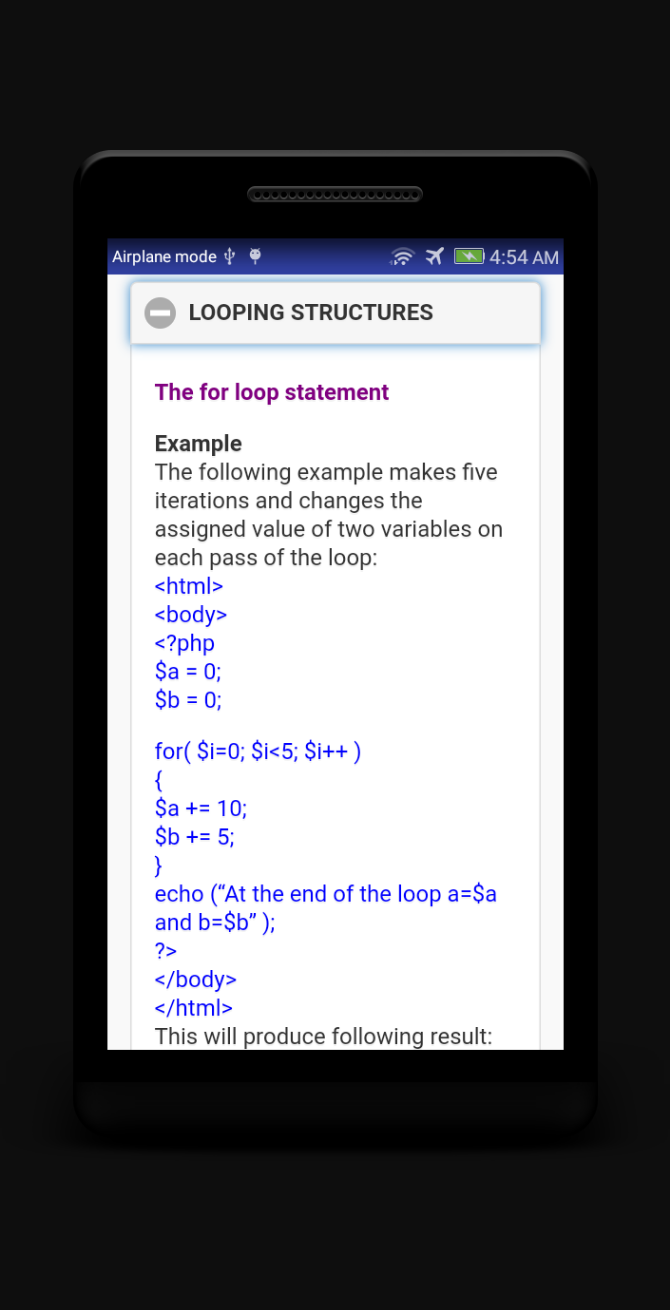 Airplane mode 4:54 AM
LOOPING STRUCTURES
The for loop statement
Example
The following example makes five
iterations and changes the
assigned value of two variables on
each pass of the loop:
<html>
<body>
<?php
$a = 0;
$b = 0;
for( $i=0; $i<5; $i++ )
{
$a += 10;
$b += 5;
}
echo (“At the end of the loop a=$a
and b=$b” );
?>
</body>
</html>
This will produce following result: